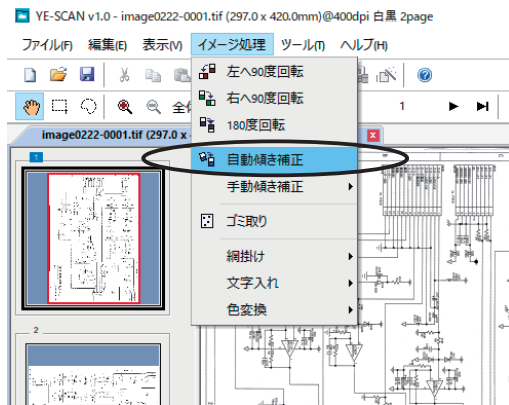 YE-SCAN v1.0 - image0222-0001.tif (297.0 x 420.0mm)@400dpi 白黒 2page
ファイル(F) 編集(E) 表示(V) イメージ処理 ツール(T) ヘルプ(H)
左へ90度回転
右へ90度回転
全
1
180度回転
image0222-0001.tif (297.0 x
1
自動傾き補正
手動傾き補正
ゴミ取り
網掛け
文字入れ
色変換
2